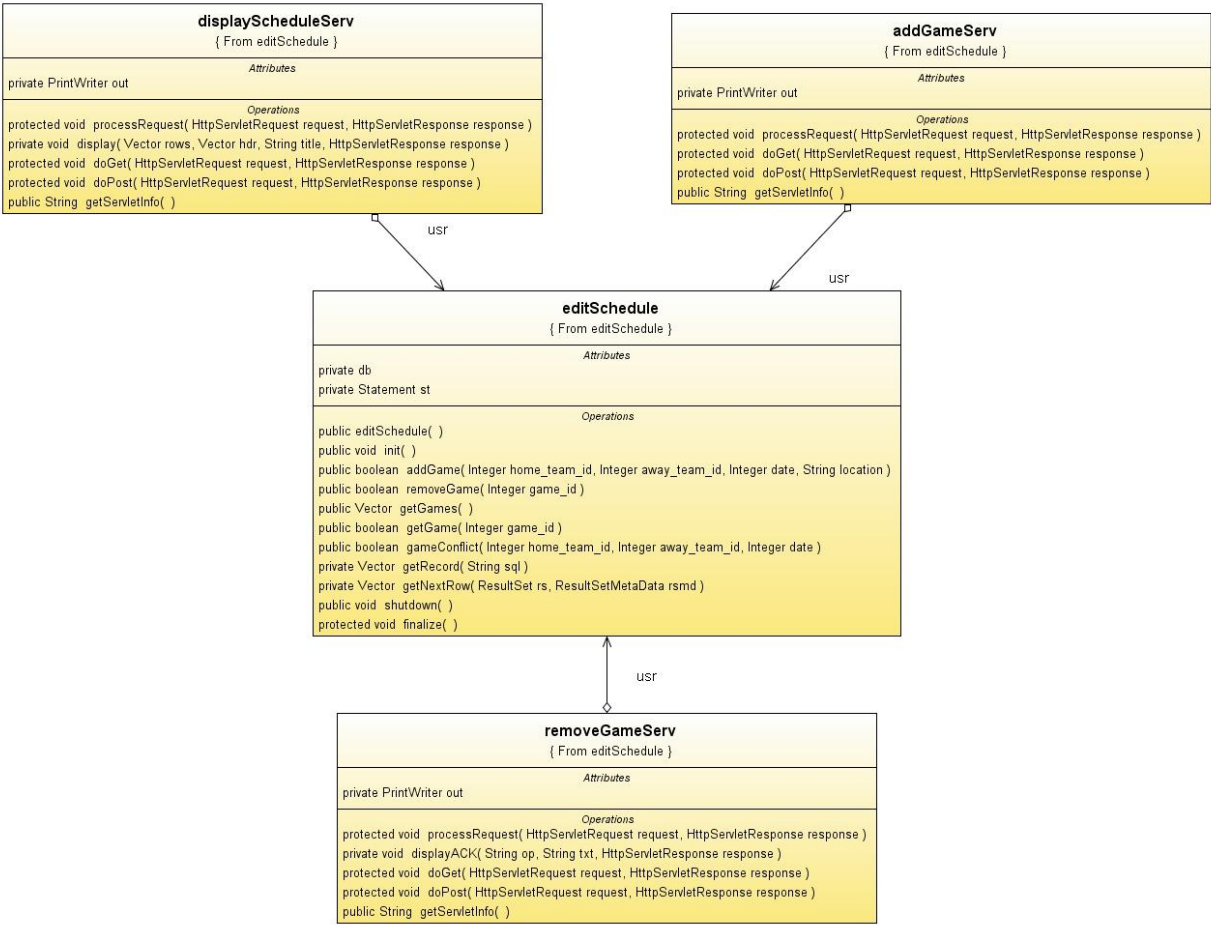 displayScheduleServ
{ From editSchedule }
Attributes
private PrintWriter out
Operations
protected void processRequest( HttpServletRequest request, HttpServletResponse response )
private void display( Vector rows, Vector hdr, String title, HttpServletResponse response )
protected void doGet( HttpServletRequest request, HttpServletResponse response )
protected void doPost( HttpServletRequest request, HttpServletResponse response )
public String getServletInfo( )
addGameServ
{ From editSchedule }
Attributes
private PrintWriter out
Operations
protected void processRequest( HttpServletRequest request, HttpServletResponse response )
protected void doGet( HttpServletRequest request, HttpServletResponse response )
protected void doPost( HttpServletRequest request, HttpServletResponse response )
public String getServletInfo( )
usr
usr
editSchedule
{ From editSchedule }
Attributes
private db
private Statement st
Operations
public editSchedule( )
public void init( )
public boolean addGame( Integer home_team_id, Integer away_team_id, Integer date, String location )
public boolean removeGame( Integer game_id )
public Vector getGames( )
public boolean getGame( Integer game_id )
public boolean gameConflict( Integer home_team_id, Integer away_team_id, Integer date )
private Vector getRecord( String sql )
private Vector getNextRow( ResultSet rs, ResultSetMetaData rsmd )
public void shutdown( )
protected void finalize( )
usr
removeGameServ
{ From editSchedule }
Attributes
private PrintWriter out
Operations
protected void processRequest( HttpServletRequest request, HttpServletResponse response )
private void displayACK( String op, String txt, HttpServletResponse response )
protected void doGet( HttpServletRequest request, HttpServletResponse response )
protected void doPost( HttpServletRequest request, HttpServletResponse response )
public String getServletInfo( )